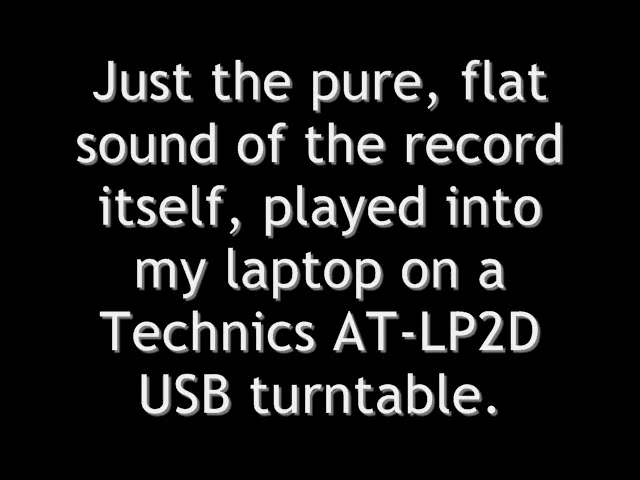 Just the pure, flat
sound of the record
itself, played into
my laptop on a
Technics AT-LP2D
USB turntable.